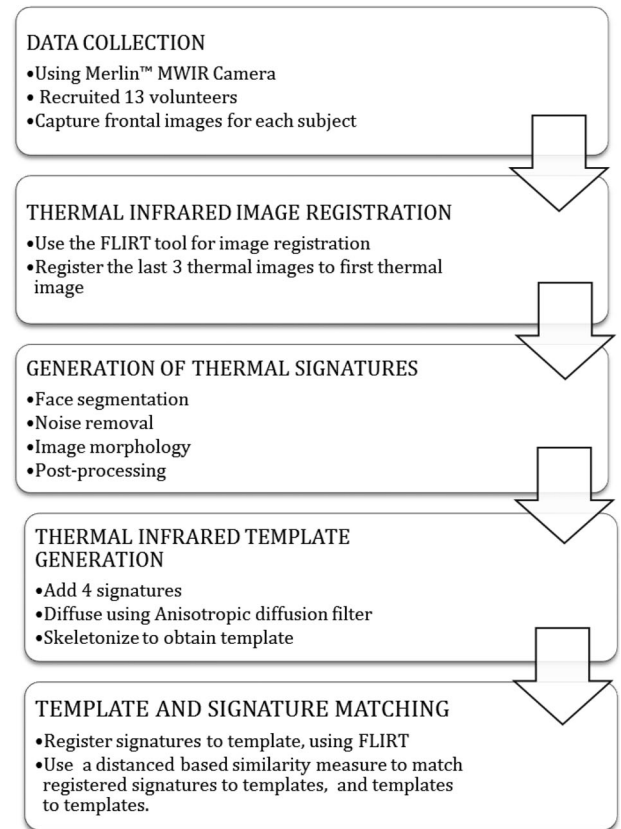 DATA COLLECTION
•Using Merlin™ MWIR Camera
• Recruited 13 volunteers
•Capture frontal images for each subject
THERMAL INFRARED IMAGE REGISTRATION
•Use the FLIRT tool for image registration
•Register the last 3 thermal images to first thermal
image
GENERATION OF THERMAL SIGNATURES
•Face segmentation
•Noise removal
•Image morphology
•Post-processing
THERMAL INFRARED TEMPLATE
GENERATION
•Add 4 signatures
•Diffuse using Anisotropic diffusion filter
•Skeletonize to obtain template
TEMPLATE AND SIGNATURE MATCHING
•Register signatures to template, using FLIRT
•Use a distanced based similarity measure to match
registered signatures to templates, and templates
to templates.